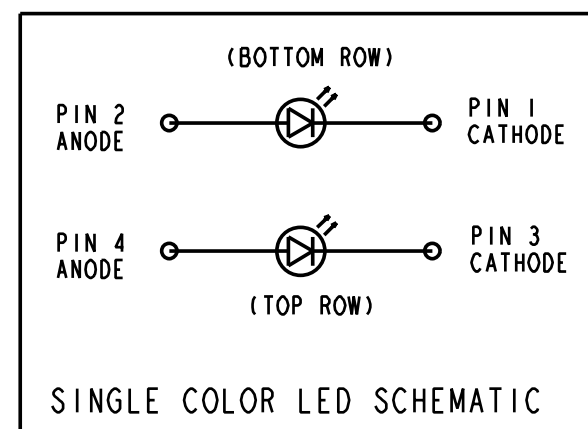 (BOTTOM ROW)
PIN 2
ANODE
PIN 1
CATHODE
PIN 4
ANODE
PIN 3
CATHODE
(TOP ROW)
SINGLE COLOR LED SCHEMATIC